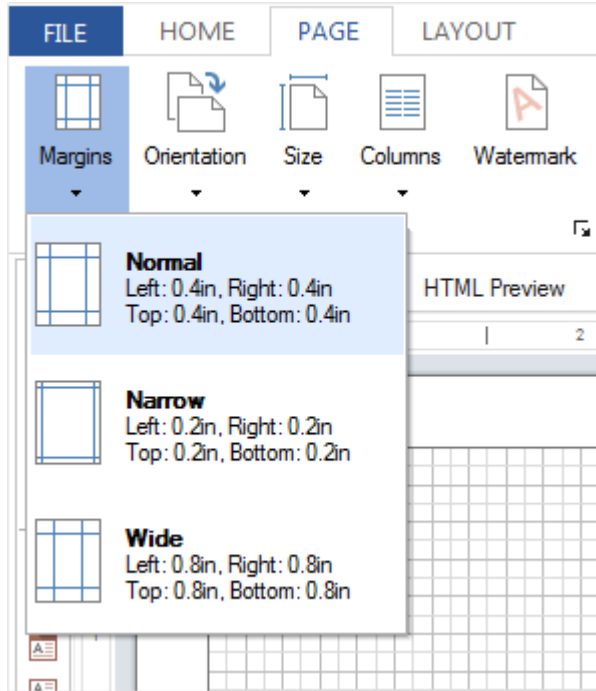 FILE HOME PAGE LAYOUT
Margins Orientation Size Columns Watermark
Normal
Left: 0.4in, Right: 0.4in
Top: 0.4in, Bottom: 0.4in
HTML Preview
2
Narrow
Left: 0.2in, Right: 0.2in
Top: 0.2in, Bottom: 0.2in
Wide
Left: 0.8in, Right: 0.8in
Top: 0.8in, Bottom: 0.8in